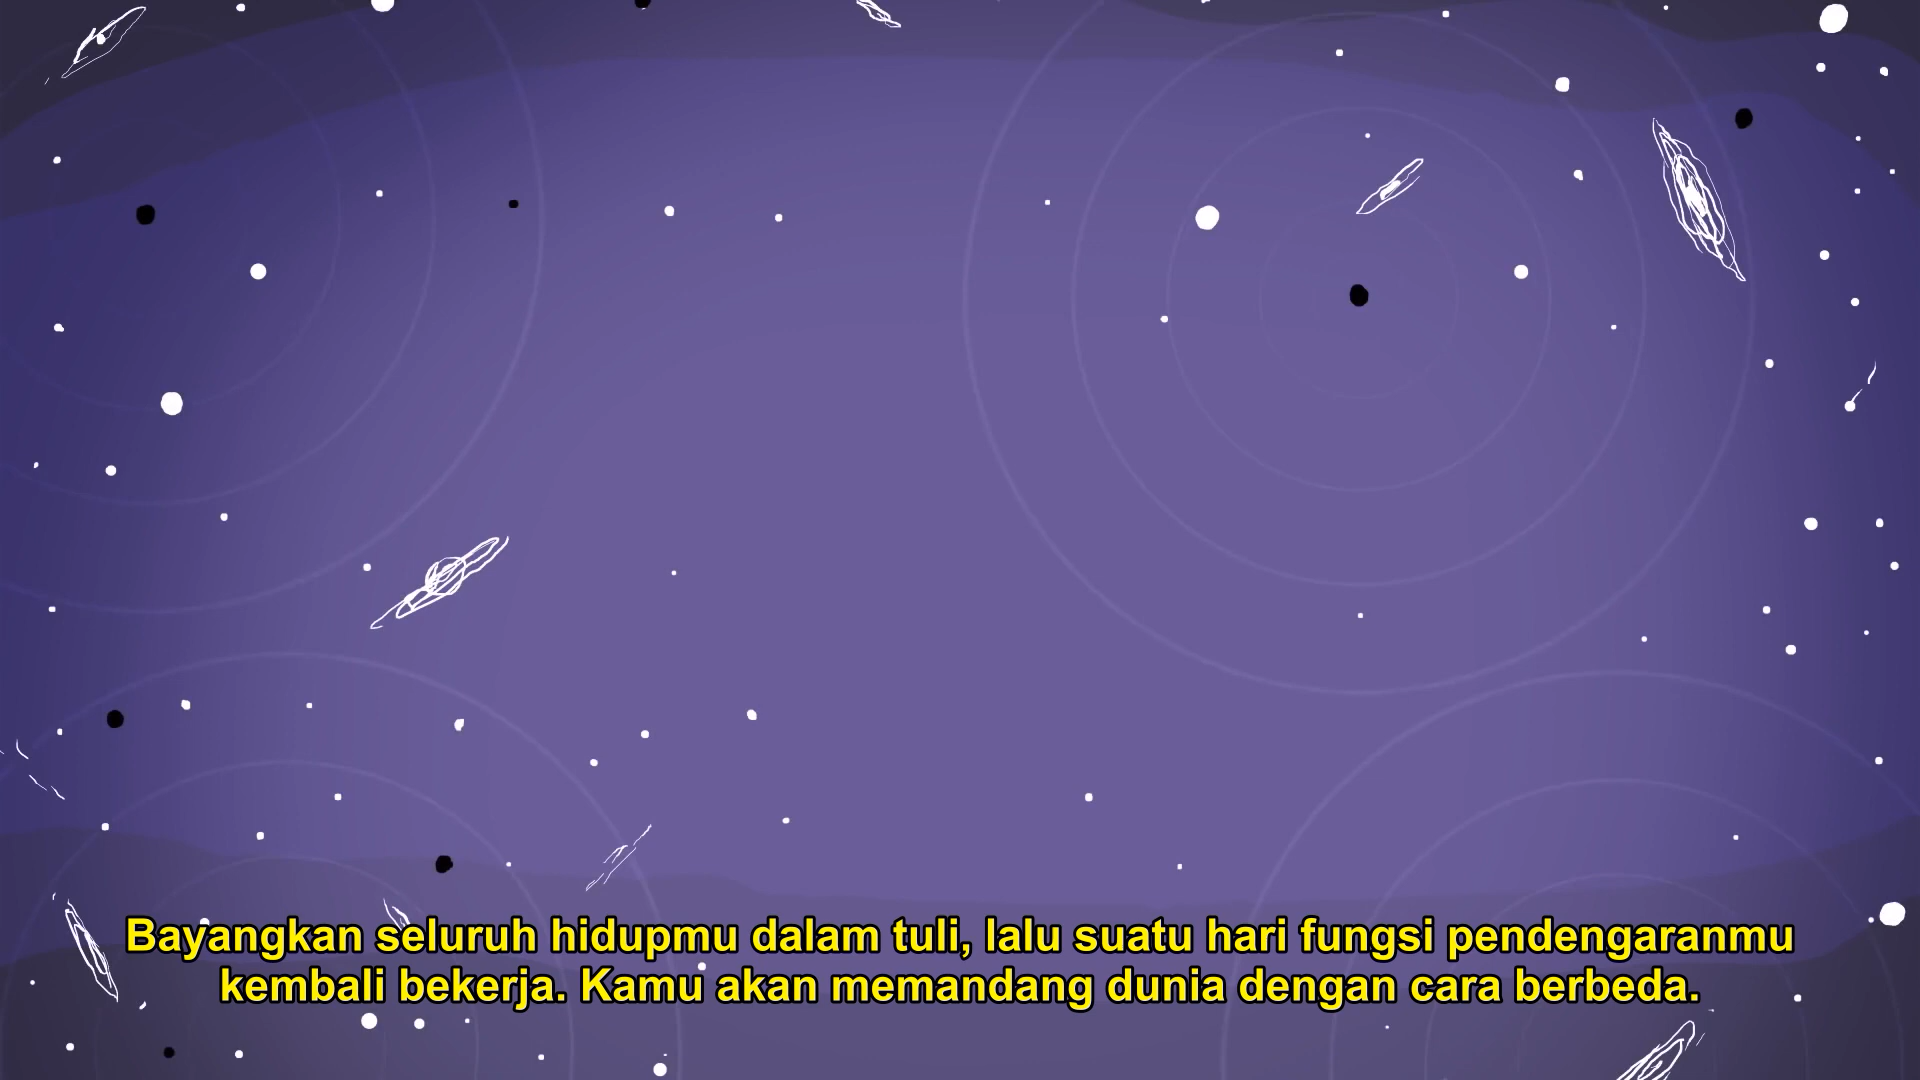 Bayangkan seluruh hidupmu dalam tuli, lalu suatu hari fungsi pendengaranmu
kembali bekerja. Kamu akan memandang dunia dengan cara berbeda.